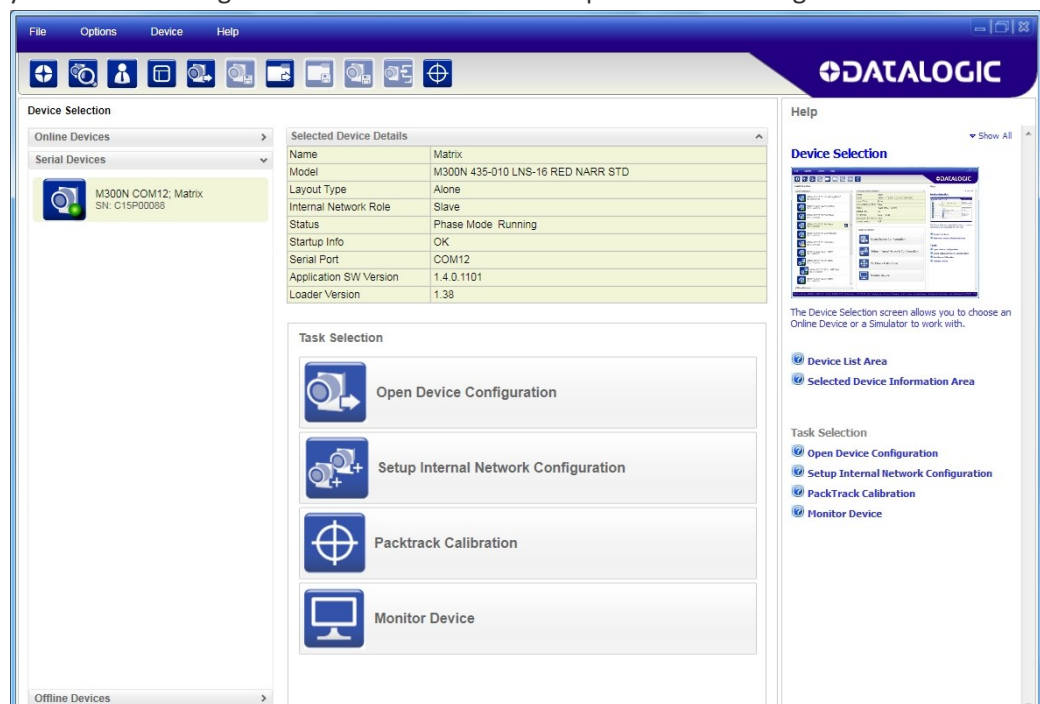 File Options Device Help
DATALOGIC
Device Selection
Online Devices
Serial Devices
M300N COM12; Matrix
SN: C15P00088
Offline Devices
Selected Device Details
Name Matrix
Model M300N 435-010 LNS-16 RED NARR STD
Layout Type Alone
Internal Network Role Slave
Status Phase Mode Running
Startup Info OK
Serial Port COM12
Application SW Version 1.4.0.1101
Loader Version 1.38
Task Selection
Open Device Configuration
Setup Internal Network Configuration
Packtrack Calibration
Monitor Device
Help
Show All
Device Selection
DATALOGIC
The Device Selection screen allows you to choose an
Online Device or a Simulator to work with.
Device List Area
Selected Device Information Area
Task Selection
Open Device Configuration
Setup Internal Network Configuration
PackTrack Calibration
Monitor Device